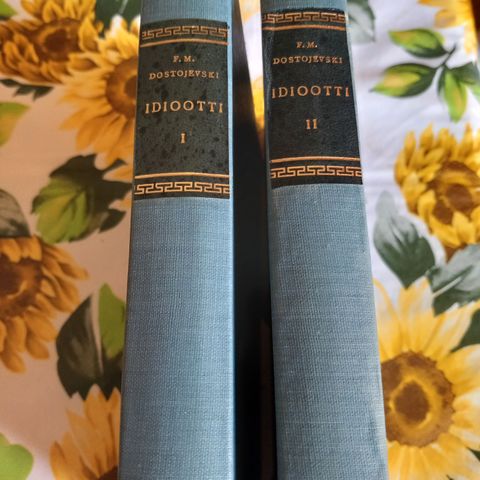 F. M.
DOSTOJEVSKI
IDIOOTTI
I
F. M.
DOSTOJEVSKI
IDIOOTTI
II